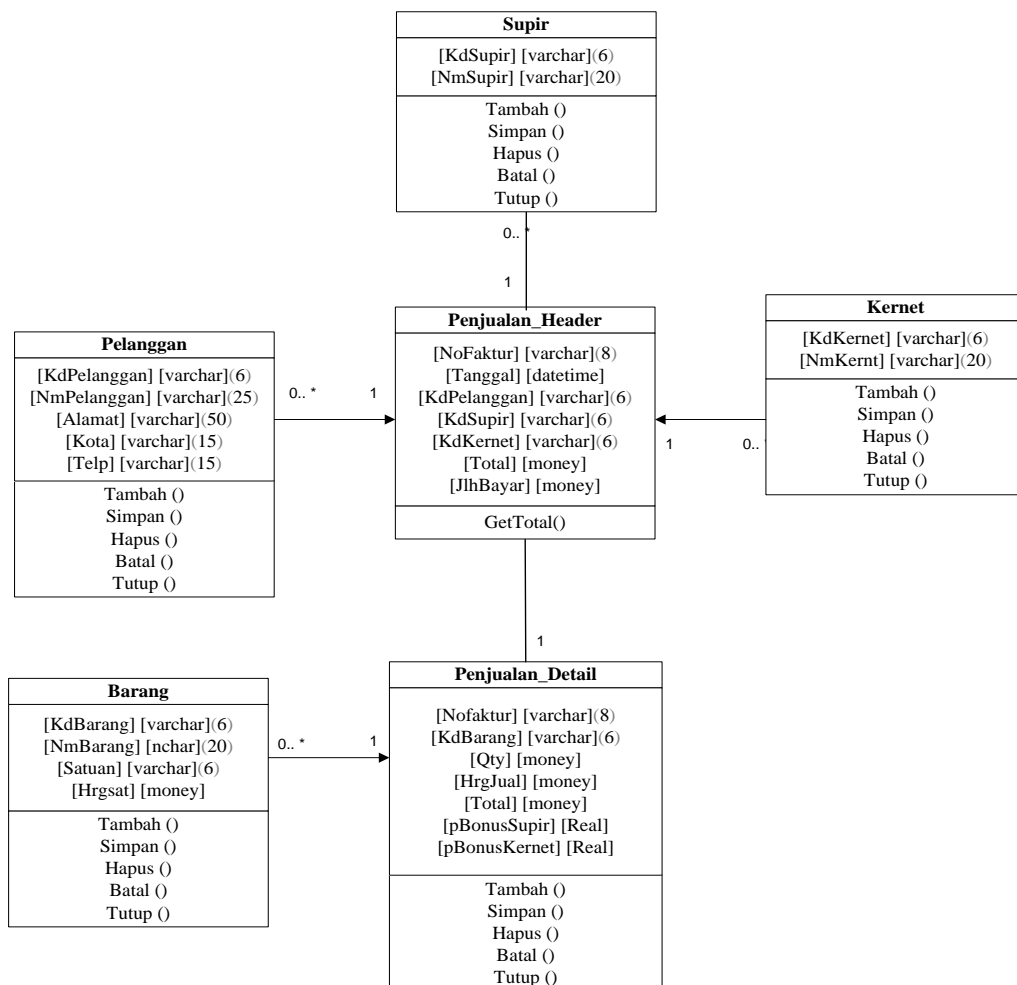 Supir
[KdSupir] [varchar](6)
[NmSupir] [varchar](20)
Tambah ()
Simpan ()
Hapus ()
Batal ()
Tutup ()
0.. *
1
Penjualan_Header
[NoFaktur] [varchar](8)
[Tanggal] [datetime]
[KdPelanggan] [varchar](6)
[KdSupir] [varchar](6)
[KdKernet] [varchar](6)
[Total] [money]
[JlhBayar] [money]
GetTotal()
Kernet
[KdKernet] [varchar](6)
[NmKernt] [varchar](20)
Tambah ()
Simpan ()
Hapus ()
Batal ()
Tutup ()
1
0..
Pelanggan
[KdPelanggan] [varchar](6)
[NmPelanggan] [varchar](25)
[Alamat] [varchar](50)
[Kota] [varchar](15)
[Telp] [varchar](15)
Tambah ()
Simpan ()
Hapus ()
Batal ()
Tutup ()
0.. *
1
1
Penjualan_Detail
[Nofaktur] [varchar](8)
[KdBarang] [varchar](6)
[Qty] [money]
[HrgJual] [money]
[Total] [money]
[pBonusSupir] [Real]
[pBonusKernet] [Real]
Tambah ()
Simpan ()
Hapus ()
Batal ()
Tutup ()
Barang
[KdBarang] [varchar](6)
[NmBarang] [nchar](20)
[Satuan] [varchar](6)
[Hrgsat] [money]
Tambah ()
Simpan ()
Hapus ()
Batal ()
Tutup ()
0.. *
1